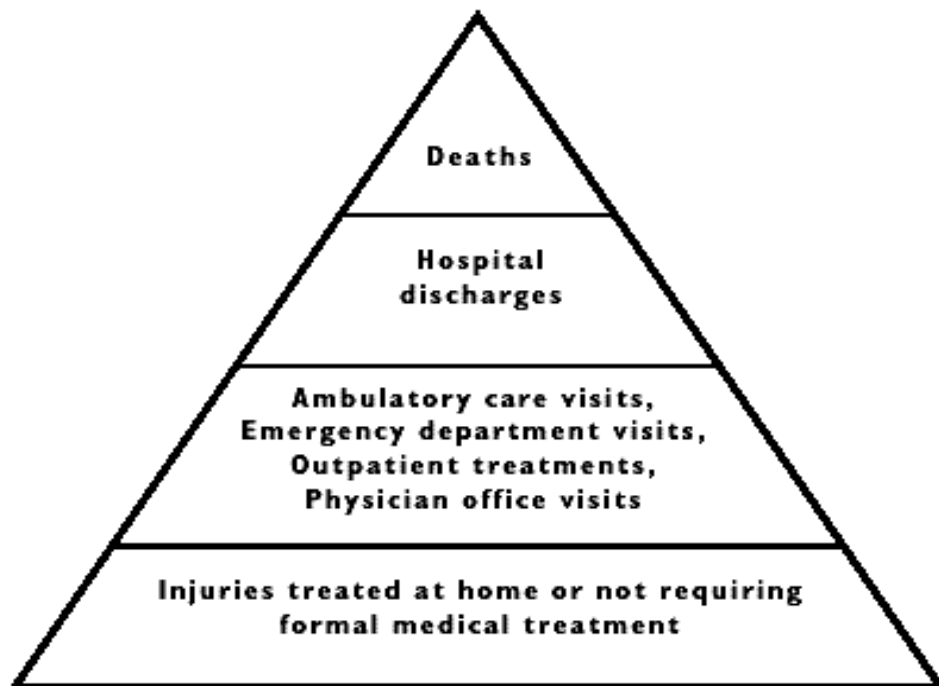 Deaths
Hospital
discharges
Ambulatory care visits,
Emergency department visits,
Outpatient treatments,
Physician office visits
Injuries treated at home or not requiring
formal medical treatment